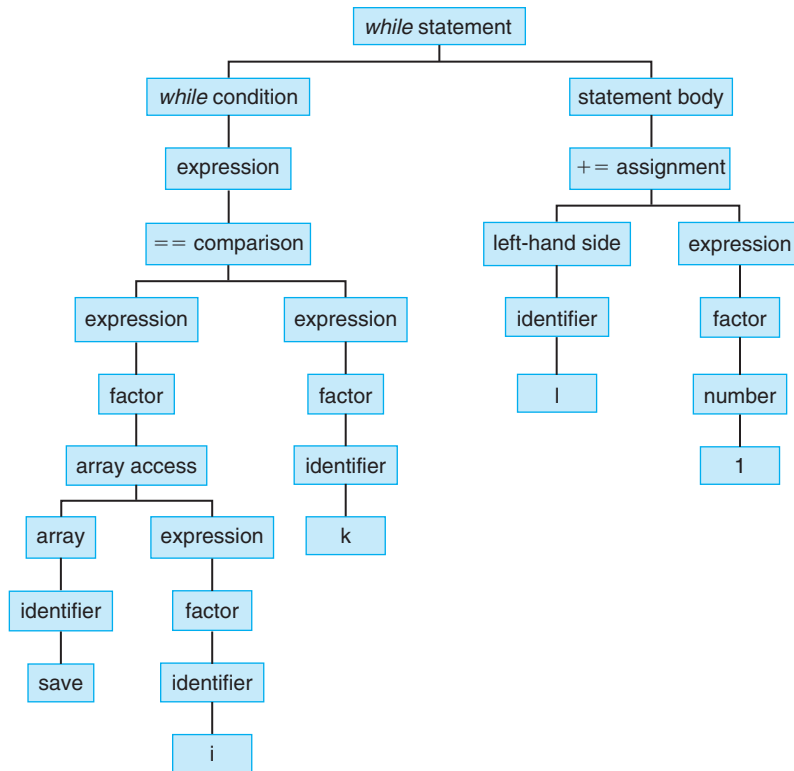 while statement
while condition
statement body
expression
+= assignment
== comparison
left-hand side
expression
expression
expression
identifier
factor
factor
factor
l
number
array access
identifier
1
array
expression
k
identifier
factor
save
identifier
i